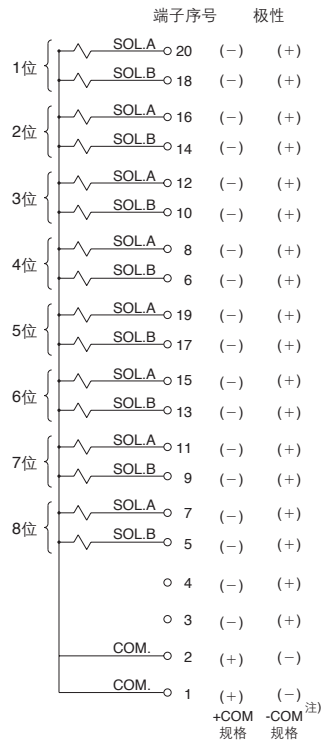 端子序号 极性
1位 SOL.A 20 (−) (+)
SOL.B 18 (−) (+)
2位 SOL.A 16 (−) (+)
SOL.B 14 (−) (+)
3位 SOL.A 12 (−) (+)
SOL.B 10 (−) (+)
4位 SOL.A 8 (−) (+)
SOL.B 6 (−) (+)
5位 SOL.A 19 (−) (+)
SOL.B 17 (−) (+)
6位 SOL.A 15 (−) (+)
SOL.B 13 (−) (+)
7位 SOL.A 11 (−) (+)
SOL.B 9 (−) (+)
8位 SOL.A 7 (−) (+)
SOL.B 5 (−) (+)
4 (−) (+)
3 (−) (+)
COM. 2 (+) (−)
COM. 1 (+) (−)
+COM -COM 注)
规格 规格